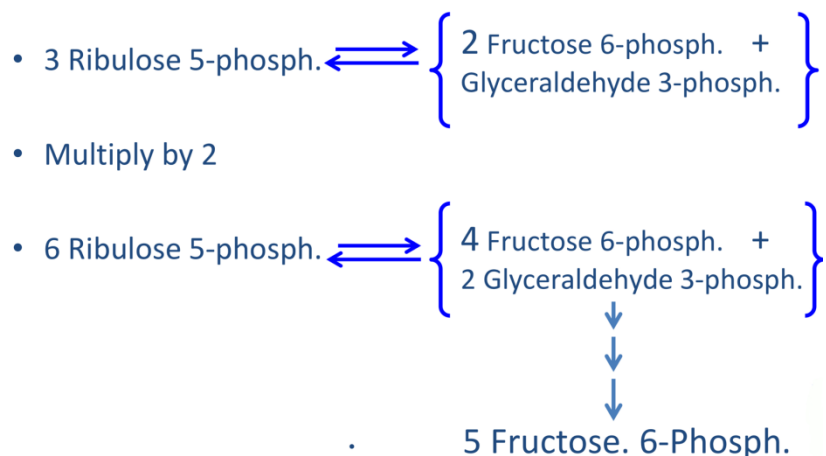 • 3 Ribulose 5-phosph.
2 Fructose 6-phosph. +
Glyceraldehyde 3-phosph.
• Multiply by 2
• 6 Ribulose 5-phosph.
4 Fructose 6-phosph. +
2 Glyceraldehyde 3-phosph.
. 5 Fructose. 6-Phosph.